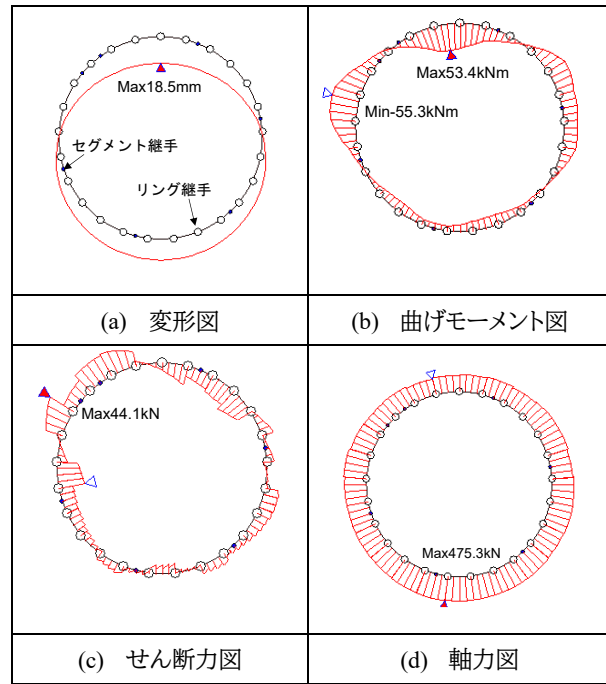 Max18.5mm
セグメント継手
リング継手
(a) 変形図
Max53.4kNm
Min-55.3kNm
(b) 曲げモーメント図
Max44.1kN
(c) せん断力図
Max475.3kN
(d) 軸力図